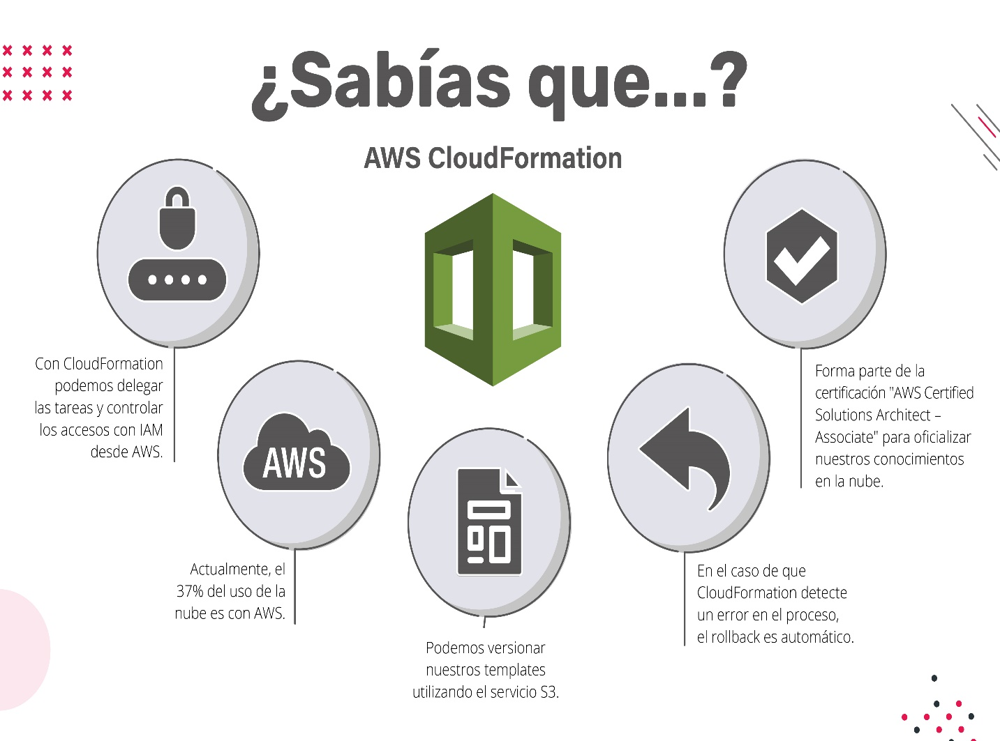 ¿Sabías que...?
AWS CloudFormation
Con CloudFormation
podemos delegar
las tareas y controlar
los accesos con IAM
desde AWS.
AWS
Actualmente, el
37% del uso de la
nube es con AWS.
Podemos versionar
nuestros templates
utilizando el servicio S3.
En el caso de que
CloudFormation detecte
un error en el proceso,
el rollback es automático.
Forma parte de la
certificación "AWS Certified
Solutions Architect –
Associate" para oficializar
nuestros conocimientos
en la nube.